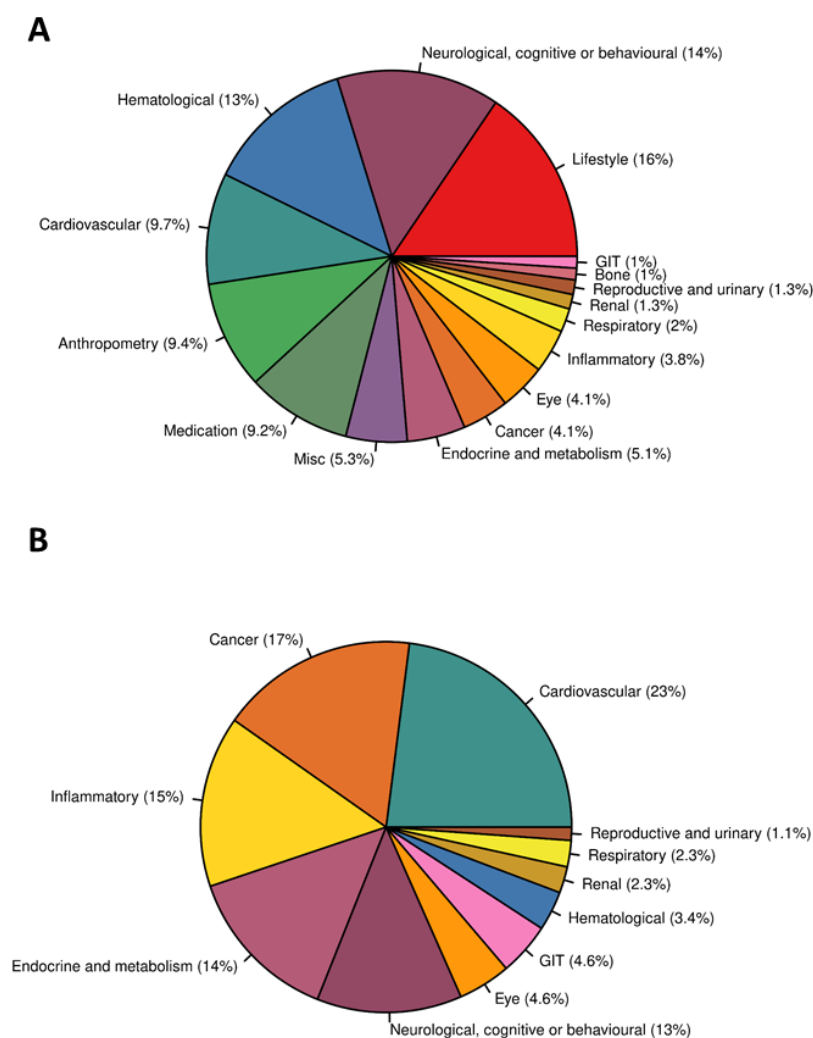 A
Neurological, cognitive or behavioural (14%)
Hematological (13%)
Lifestyle (16%)
Cardiovascular (9.7%)
GIT (1%)
Bone (1%)
Reproductive and urinary (1.3%)
Renal (1.3%)
Respiratory (2%)
Anthropometry (9.4%)
Inflammatory (3.8%)
Eye (4.1%)
Medication (9.2%)
Cancer (4.1%)
Misc (5.3%)
Endocrine and metabolism (5.1%)
B
Cancer (17%)
Cardiovascular (23%)
Inflammatory (15%)
Reproductive and urinary (1.1%)
Respiratory (2.3%)
Renal (2.3%)
Hematological (3.4%)
GIT (4.6%)
Endocrine and metabolism (14%)
Eye (4.6%)
Neurological, cognitive or behavioural (13%)